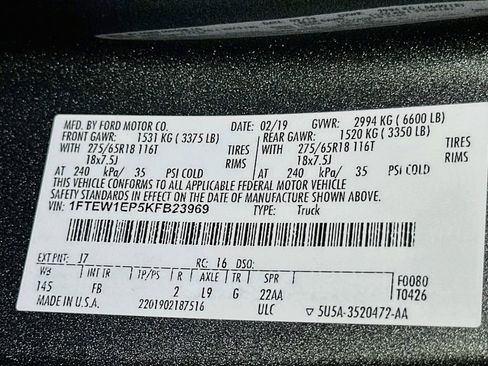 MFD. BY FORD MOTOR CO. DATE: 02/19 GVWR: 2994 KG ( 6600 LB)
FRONT GAWR: 1531 KG ( 3375 LB) REAR GAWR: 1520 KG ( 3350 LB)
WITH 275/65R18 116T TIRES WITH 275/65R18 116T TIRES
18x7.5J RIMS 18x7.5J RIMS
AT 240 kPa/ 35 PSI COLD AT 240 kPa/ 35 PSI COLD
THIS VEHICLE CONFORMS TO ALL APPLICABLE FEDERAL MOTOR VEHICLE
SAFETY STANDARDS IN EFFECT ON THE DATE OF MANUFACTURE SHOWN ABOVE.
VIN: 1FTEW1EP5KFB23969 TYPE: Truck
EXT PNT: J7 RC: 16 DSO:
WB INT TR TP/PS R AXLE TR SPR F0080
145 FB 2 L9 G 22AA T0426
MADE IN U.S.A. 2201902187516 ULC ▽ 5U5A-3520472-AA